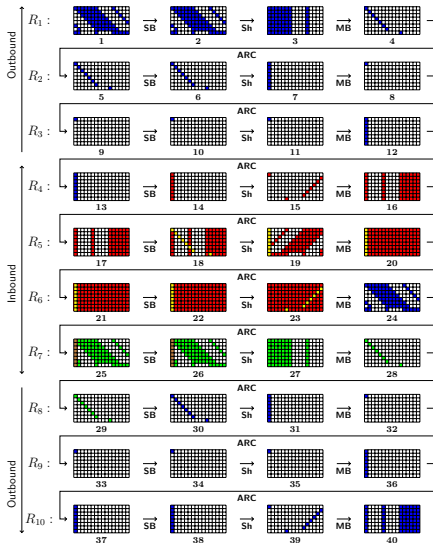 Outbound
R1 :
1 SB 2 Sh 3 MB 4
ARC
R2 :
5 SB 6 Sh 7 MB 8
ARC
R3 :
9 SB 10 Sh 11 MB 12
Inbound
ARC
R4 :
13 SB 14 Sh 15 MB 16
ARC
R5 :
17 SB 18 Sh 19 MB 20
ARC
R6 :
21 SB 22 Sh 23 MB 24
ARC
R7 :
25 SB 26 Sh 27 MB 28
Outbound
ARC
R8 :
29 SB 30 Sh 31 MB 32
ARC
R9 :
33 SB 34 Sh 35 MB 36
ARC
R10 :
37 SB 38 Sh 39 MB 40